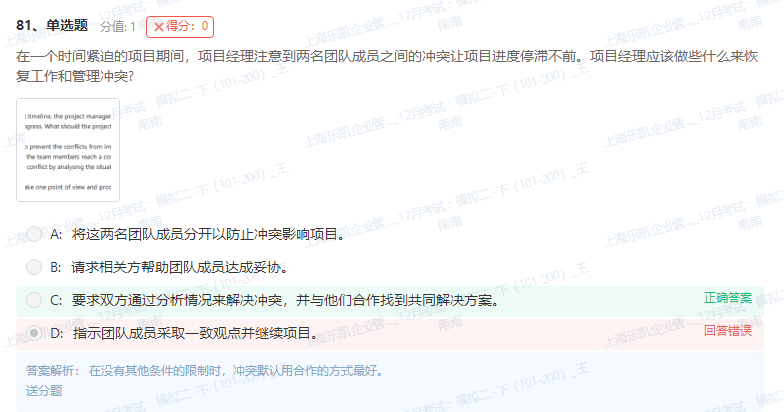 81、单选题 分值: 1 ✕得分：0
在一个时间紧迫的项目期间，项目经理注意到两名团队成员之间的冲突让项目进度停滞不前。项目经理应该做些什么来恢
复工作和管理冲突?
timeline, the project manager
ogress. What should the project
prevent the conflicts from im
the team members reach a co
conflict by analysing the situat
ake one point of view and proc
A: 将这两名团队成员分开以防止冲突影响项目。
B: 请求相关方帮助团队成员达成妥协。
C: 要求双方通过分析情况来解决冲突，并与他们合作找到共同解决方案。 正确答案
D: 指示团队成员采取一致观点并继续项目。 回答错误
答案解析: 在没有其他条件的限制时，冲突默认用合作的方式最好。
送分题
上海乐凯企业管..._12月考试：模拟二-下（101-200）_王
南南